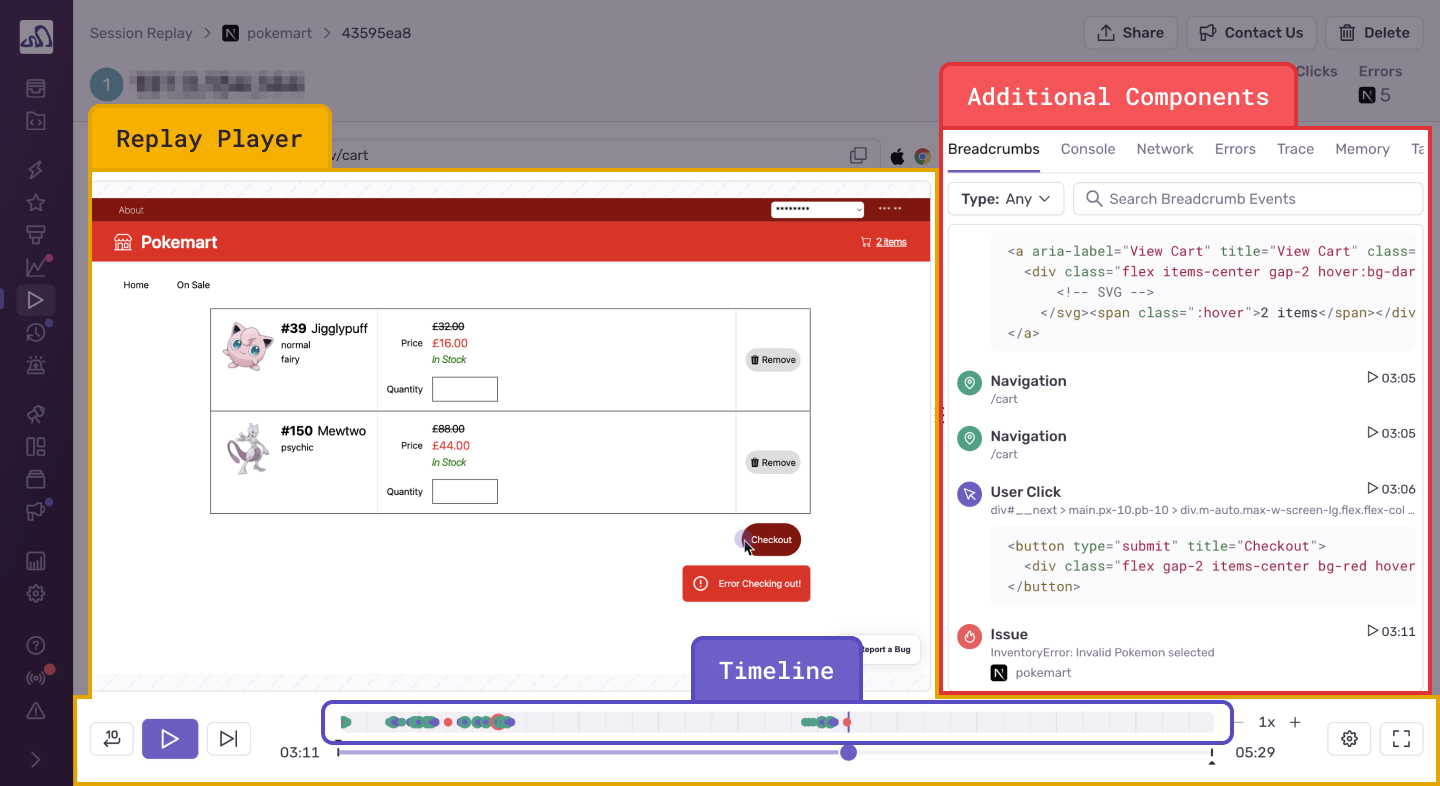 Session Replay > pokemart > 43595ea8
Share
Contact Us
Delete
1
Clicks
Errors
5
Replay Player
Additional Components
/cart
About
********
*** **
Pokemart
2 items
Home
On Sale
#39 Jigglypuff
normal
fairy
£32.00
Price £16.00
In Stock
Quantity
Remove
#150 Mewtwo
psychic
£88.00
Price £44.00
In Stock
Quantity
Remove
Checkout
Error Checking out!
Report a Bug
Breadcrumbs Console Network Errors Trace Memory Ta
Type: Any
Search Breadcrumb Events
<a aria-label="View Cart" title="View Cart" class=
<div class="flex items-center gap-2 hover:bg-dar
<!-- SVG -->
</svg><span class=":hover">2 items</span></div
</a>
Navigation 03:05
/cart
Navigation 03:05
/cart
User Click 03:06
div#__next > main.px-10.pb-10 > div.m-auto.max-w-screen-lg.flex.flex-col ...
<button type="submit" title="Checkout">
<div class="flex gap-2 items-center bg-red hover
</button>
Issue 03:11
InventoryError: Invalid Pokemon selected
N pokemart
Timeline
10
1x
03:11
05:29